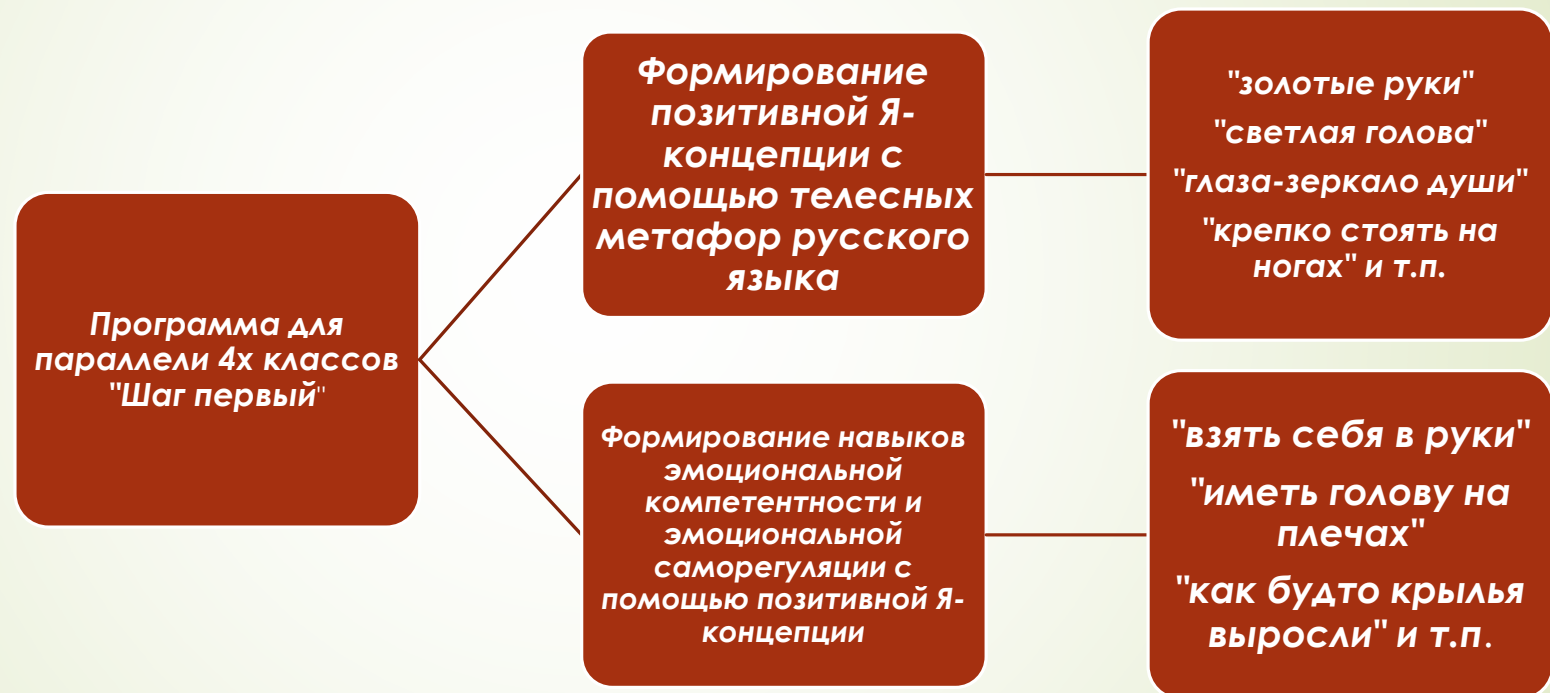 Программа для
параллели 4х классов
"Шаг первый"
Формирование
позитивной Я-
концепции с
помощью телесных
метафор русского
языка
"золотые руки"
"светлая голова"
"глаза-зеркало души"
"крепко стоять на
ногах" и т.п.
Формирование навыков
эмоциональной
компетентности и
эмоциональной
саморегуляции с
помощью позитивной Я-
концепции
"взять себя в руки"
"иметь голову на
плечах"
"как будто крылья
выросли" и т.п.